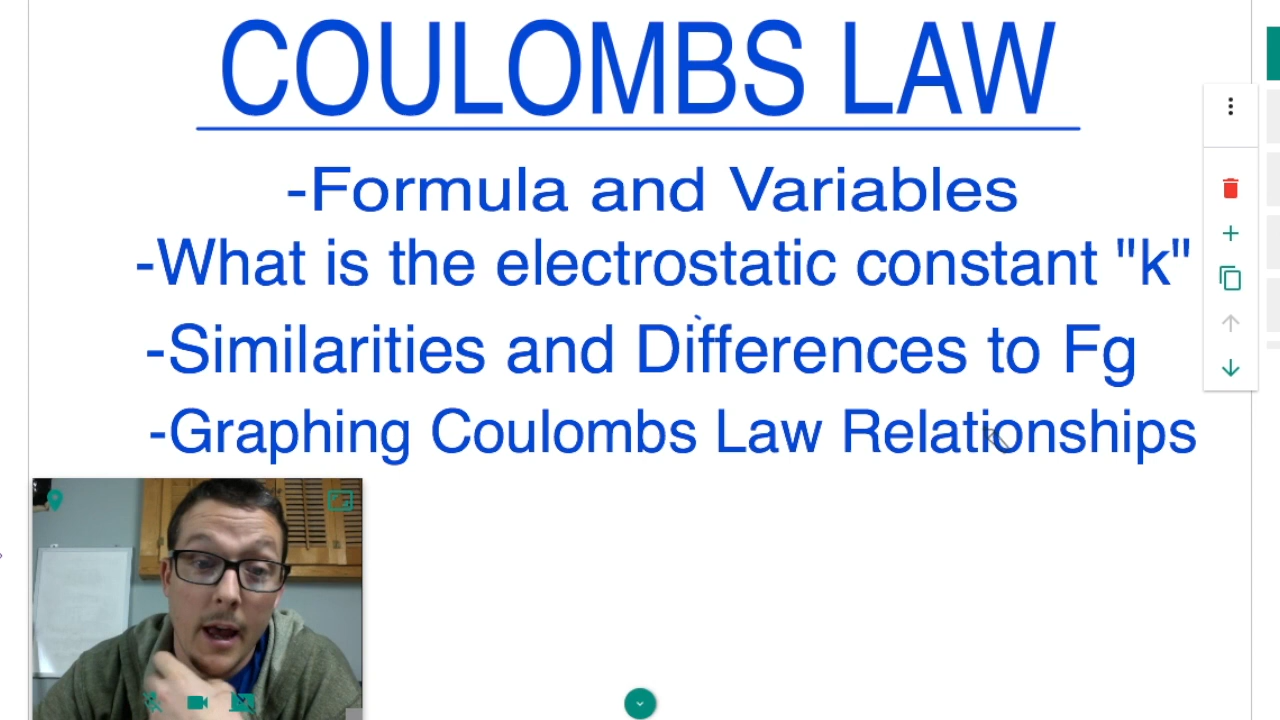 COULOMBS LAW
-Formula and Variables
-What is the electrostatic constant "k"
-Similarities and Differences to Fg
-Graphing Coulombs Law Relationships